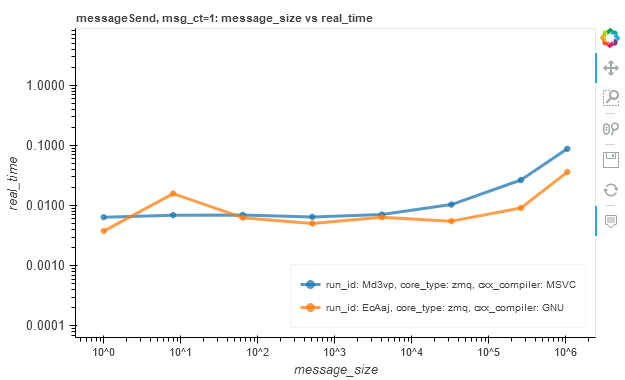 messageSend, msg_ct=1: message_size vs real_time
1.0000
0.1000
0.0100
0.0010
0.0001
real_time
run_id: Md3vp, core_type: zmq, cxx_compiler: MSVC
run_id: EcAaj, core_type: zmq, cxx_compiler: GNU
10^0 10^1 10^2 10^3 10^4 10^5 10^6
message_size